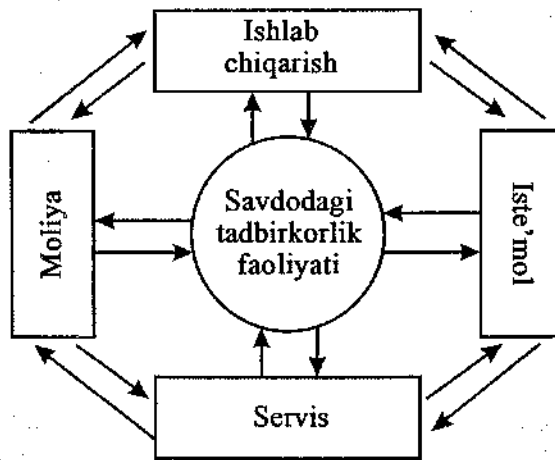 Ishlab
chiqarish
Moliya
Savdodagi
tadbirkorlik
faoliyati
Iste’mol
Servis